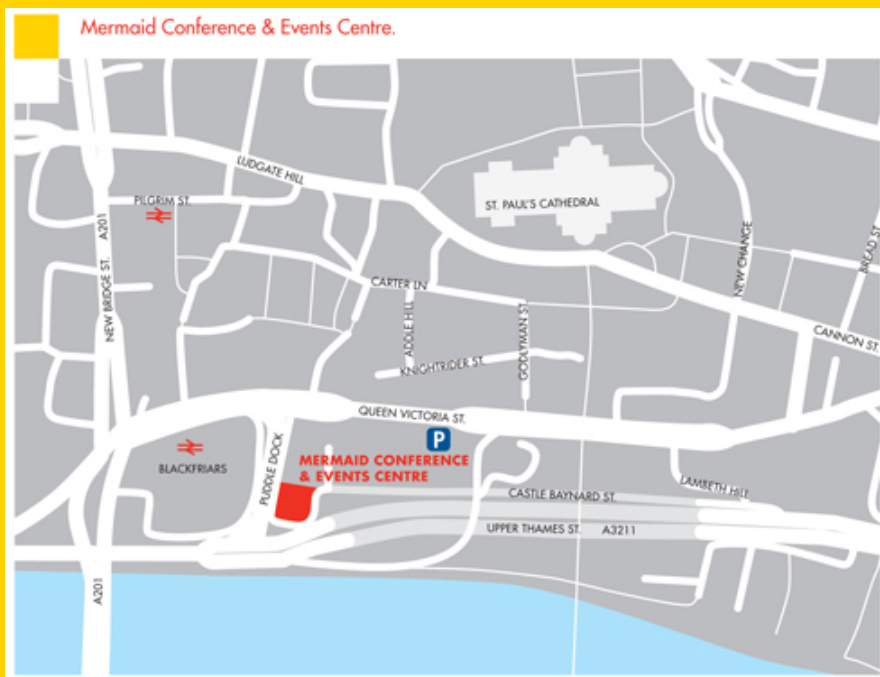 Mermaid Conference & Events Centre.
LUDGATE HILL
PILGRIM ST.
ST. PAUL'S CATHEDRAL
A201
NEW BRIDGE ST.
NEW CHANGE
BREAD ST.
CARTER LN
ADDLE HILL
GODLYMAN ST.
CANNON ST.
KNIGHTRIDER ST.
QUEEN VICTORIA ST.
P
PUDDLE DOCK
BLACKFRIARS
MERMAID CONFERENCE
& EVENTS CENTRE
LAMBETH HILL
CASTLE BAYNARD ST.
UPPER THAMES ST. A3211
A201